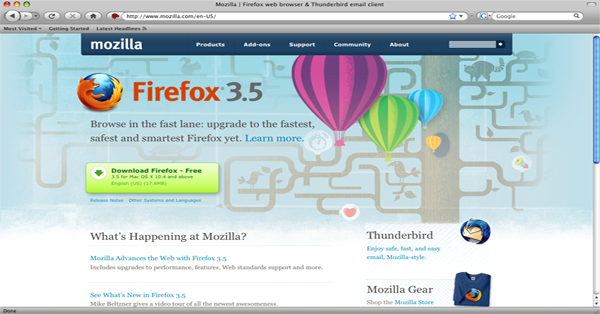 Mozilla | Firefox web browser & Thunderbird email client
http://www.mozilla.com/en-US/
Google
Most Visited
Getting Started
Latest Headlines
mozilla
Products
Add-ons
Support
Community
About
Firefox 3.5
Browse in the fast lane: upgrade to the fastest,
safest and smartest Firefox yet. Learn more.
Download Firefox - Free
3.5 for Mac OS X 10.4 and above
English (US) (17.6MB)
Release Notes
Other Systems and Languages
What's Happening at Mozilla?
Mozilla Advances the Web with Firefox 3.5
Includes upgrades to performance, features, Web standards support and more.
See What's New in Firefox 3.5
Mike Beltzner gives a video tour of all the newest awesomeness.
Thunderbird
Enjoy safe, fast, and easy
email, Mozilla-style.
Mozilla Gear
Shop the Mozilla Store
Done